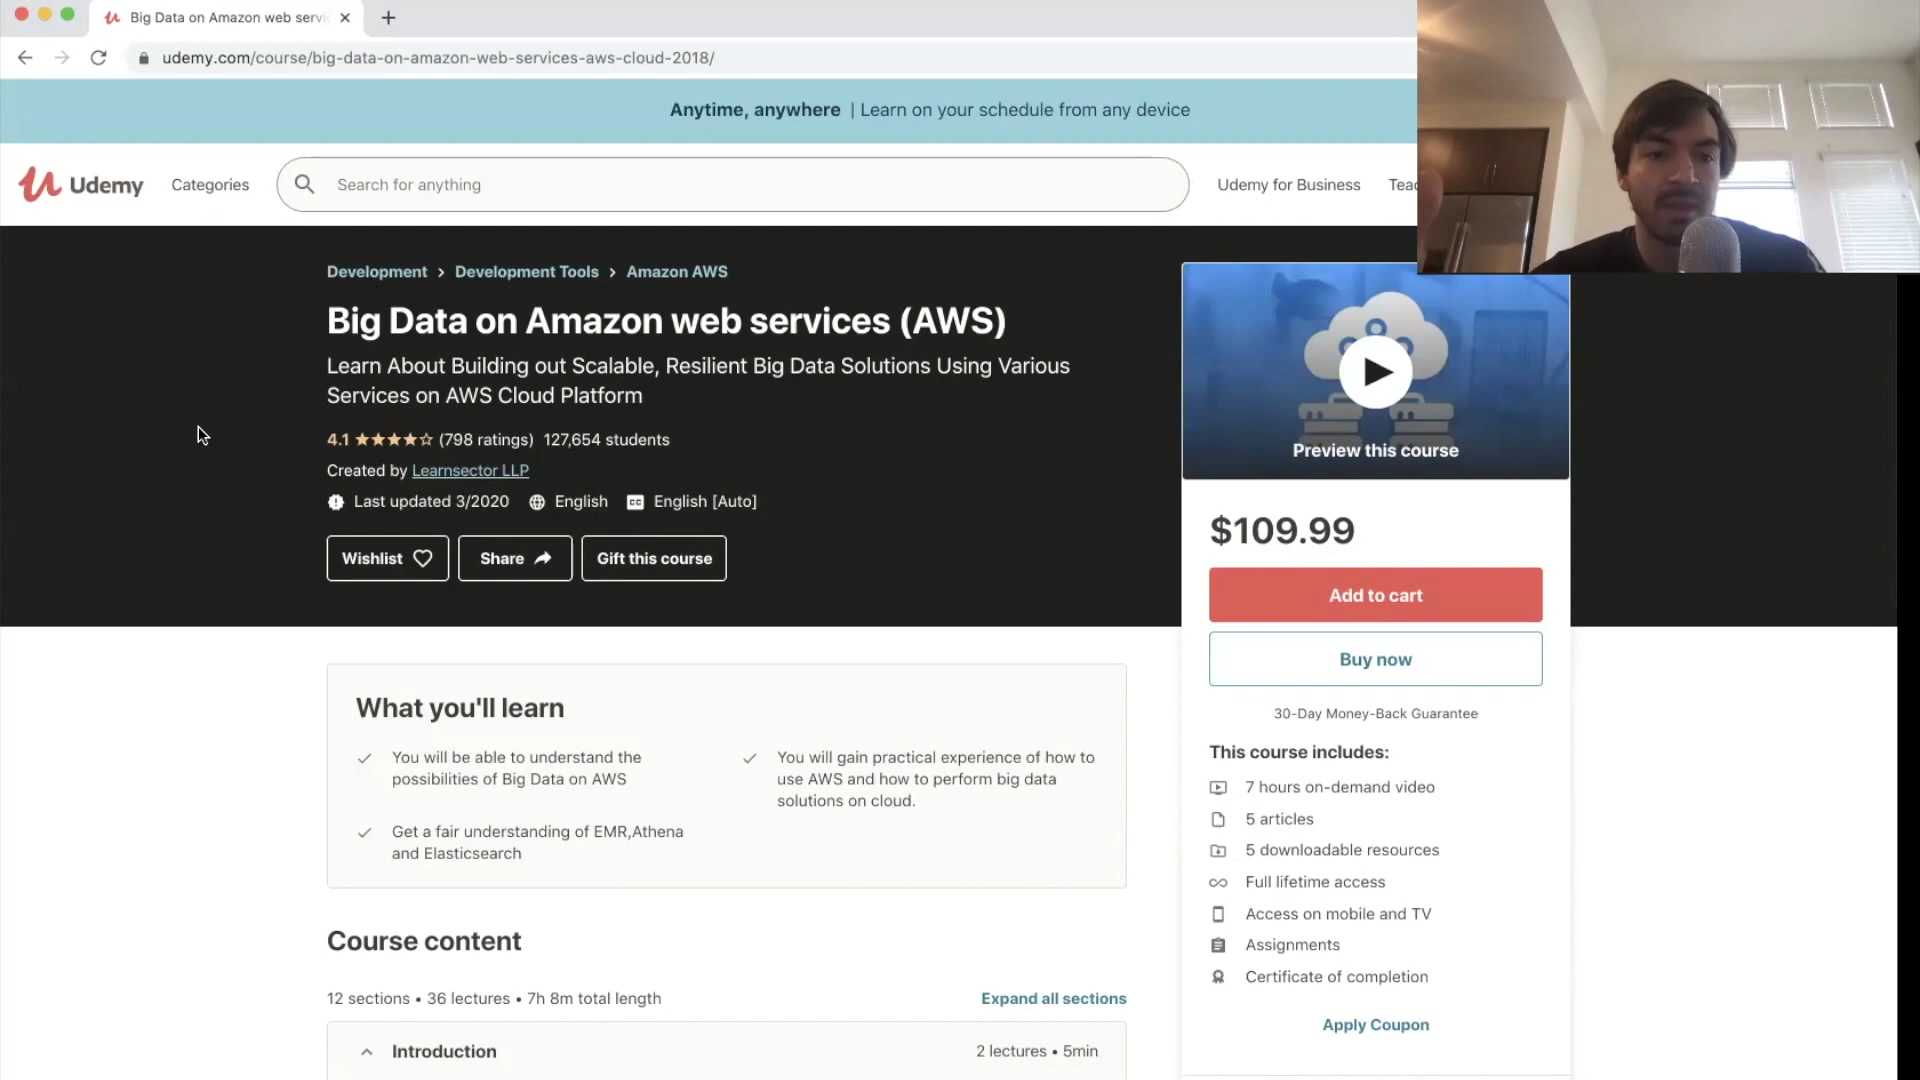 Big Data on Amazon web servi
udemy.com/course/big-data-on-amazon-web-services-aws-cloud-2018/
Anytime, anywhere | Learn on your schedule from any device
Udemy
Categories
Search for anything
Udemy for Business
Development > Development Tools > Amazon AWS
Big Data on Amazon web services (AWS)
Learn About Building out Scalable, Resilient Big Data Solutions Using Various
Services on AWS Cloud Platform
4.1 (798 ratings) 127,654 students
Created by Learnsector LLP
Last updated 3/2020 English CC English [Auto]
Wishlist
Share
Gift this course
Preview this course
$109.99
Add to cart
Buy now
30-Day Money-Back Guarantee
This course includes:
7 hours on-demand video
5 articles
5 downloadable resources
Full lifetime access
Access on mobile and TV
Assignments
Certificate of completion
Apply Coupon
What you'll learn
You will be able to understand the
possibilities of Big Data on AWS
You will gain practical experience of how to
use AWS and how to perform big data
solutions on cloud.
Get a fair understanding of EMR,Athena
and Elasticsearch
Course content
12 sections • 36 lectures • 7h 8m total length
Expand all sections
Introduction
2 lectures • 5min